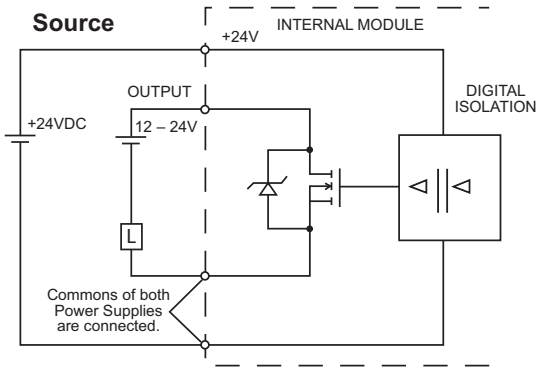 Source
INTERNAL MODULE
+24V
OUTPUT
DIGITAL
ISOLATION
+24VDC
12 – 24V
L
Commons of both
Power Supplies
are connected.